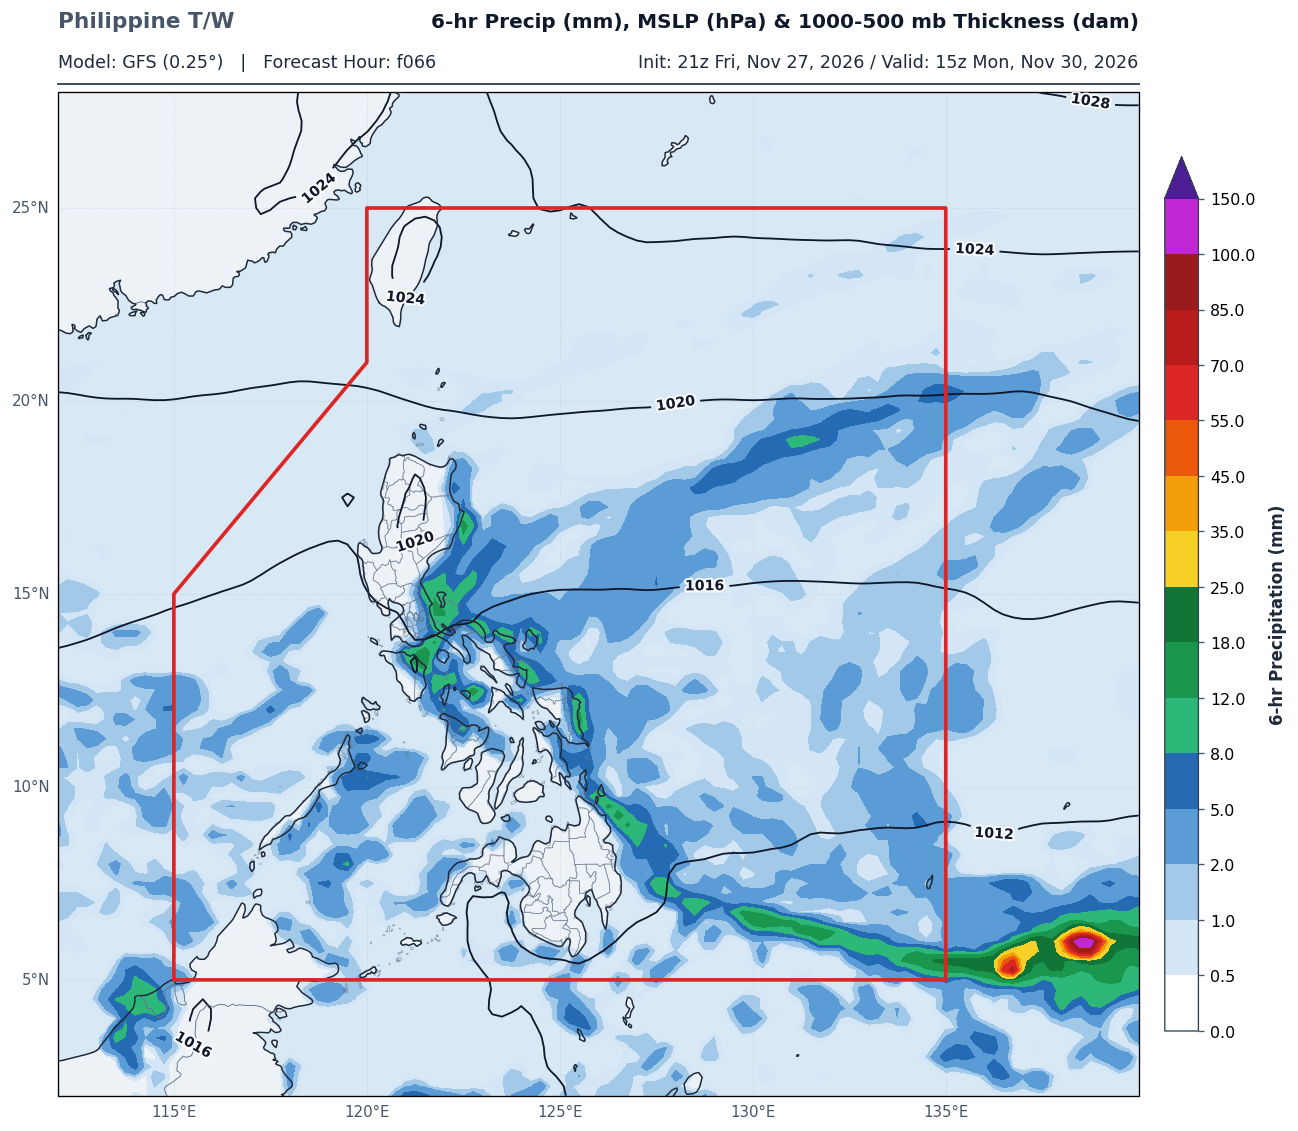 Philippine T/W
6-hr Precip (mm), MSLP (hPa) & 1000-500 mb Thickness (dam)
Model: GFS (0.25°) | Forecast Hour: f066
Init: 21z Fri, Nov 27, 2026 / Valid: 15z Mon, Nov 30, 2026
1028
1024
1024
1024
1020
1020
1016
1012
1016
25°N
20°N
15°N
10°N
5°N
115°E
120°E
125°E
130°E
135°E
150.0
100.0
85.0
70.0
55.0
45.0
35.0
25.0
18.0
12.0
8.0
5.0
2.0
1.0
0.5
0.0
6-hr Precipitation (mm)